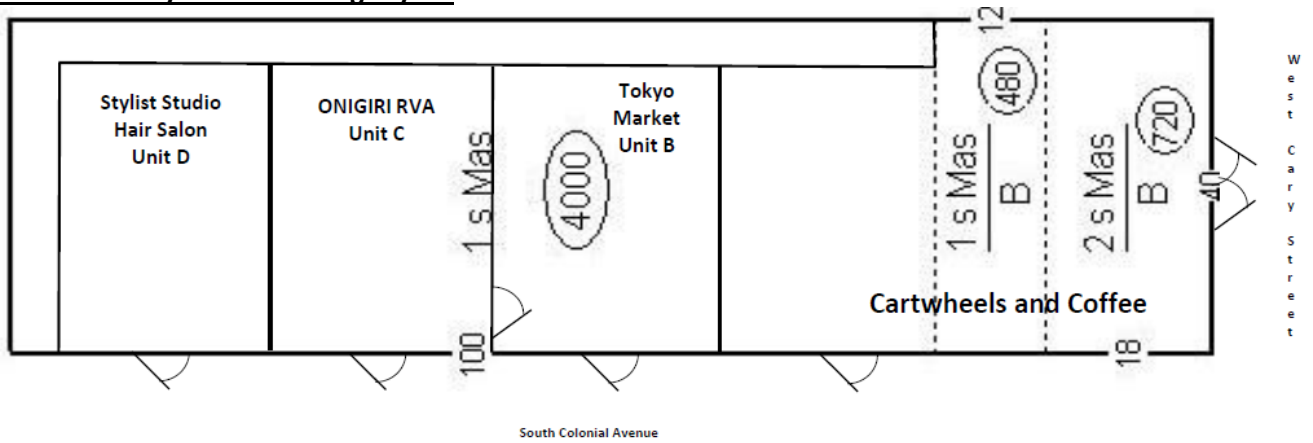 12
Stylist Studio
Hair Salon
Unit D
ONIGIRI RVA
Unit C
1 s Mas
4000
Tokyo
Market
Unit B
1 s Mas
B
480
2 s Mas
B
720
40
West Cary Street
Cartwheels and Coffee
100
18
South Colonial Avenue